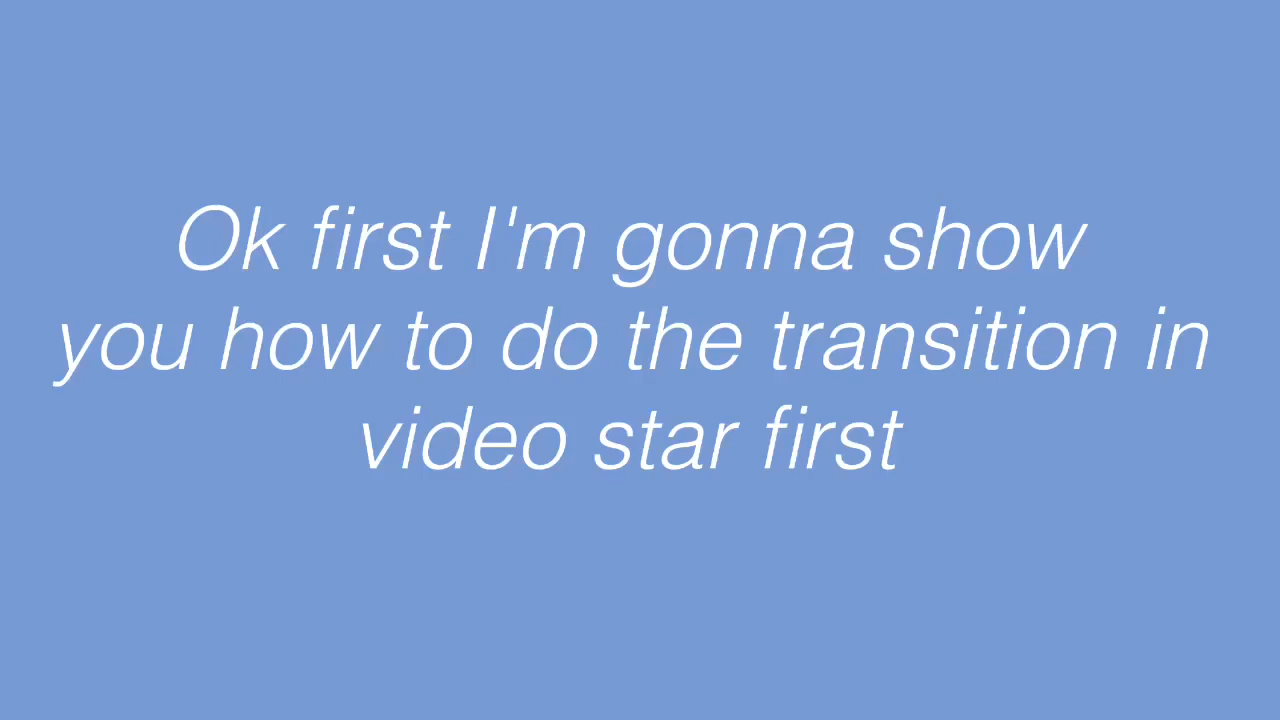 Ok first I'm gonna show
you how to do the transition in
video star first